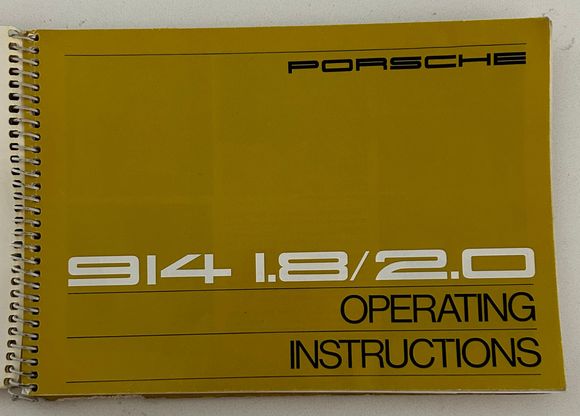 PORSCHE
914 1.8/2.0
OPERATING
INSTRUCTIONS